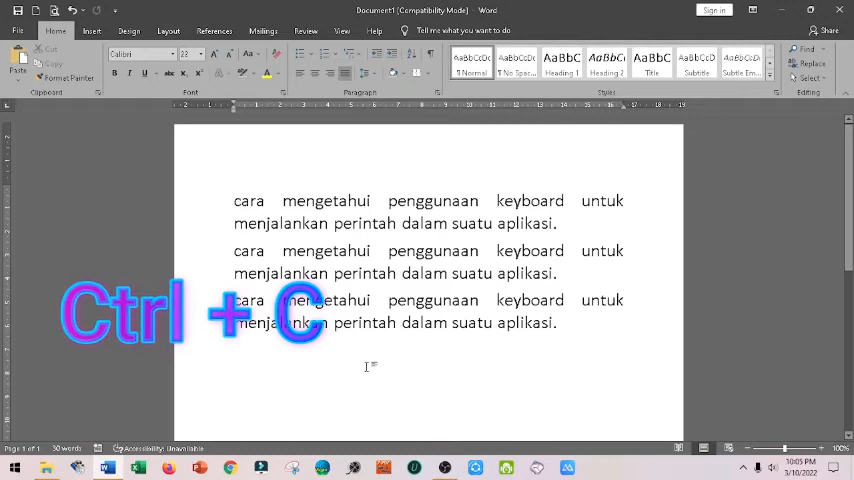 Document1 [Compatibility Mode] - Word
Sign in
File Home Insert Design Layout References Mailings Review View Help Tell me what you want to do Share
Paste
Cut
Copy
Format Painter
Clipboard
Calibri 22
Font
Paragraph
AaBbCcDc AaBbCcDc AaBbC AaBbCc AaBbC AaBbCcD AaBbCcDc
¶ Normal ¶ No Spac... Heading 1 Heading 2 Title Subtitle Subtle Em...
Styles
Find
Replace
Select
Editing
cara mengetahui penggunaan keyboard untuk
menjalankan perintah dalam suatu aplikasi.
cara mengetahui penggunaan keyboard untuk
menjalankan perintah dalam suatu aplikasi.
cara mengetahui penggunaan keyboard untuk
menjalankan perintah dalam suatu aplikasi.
Ctrl + C
Page 1 of 1 30 words Accessibility: Unavailable 100%
10:05 PM
3/10/2022